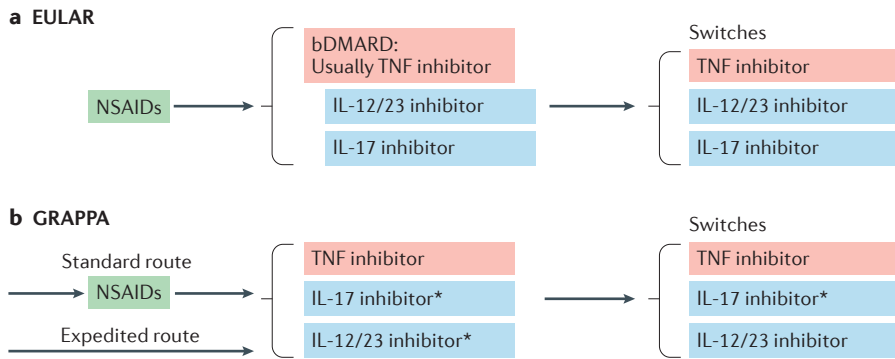 a EULAR
NSAIDs
bDMARD:
Usually TNF inhibitor
IL-12/23 inhibitor
IL-17 inhibitor
Switches
TNF inhibitor
IL-12/23 inhibitor
IL-17 inhibitor
b GRAPPA
Standard route
NSAIDs
Expedited route
TNF inhibitor
IL-17 inhibitor*
IL-12/23 inhibitor*
Switches
TNF inhibitor
IL-17 inhibitor*
IL-12/23 inhibitor